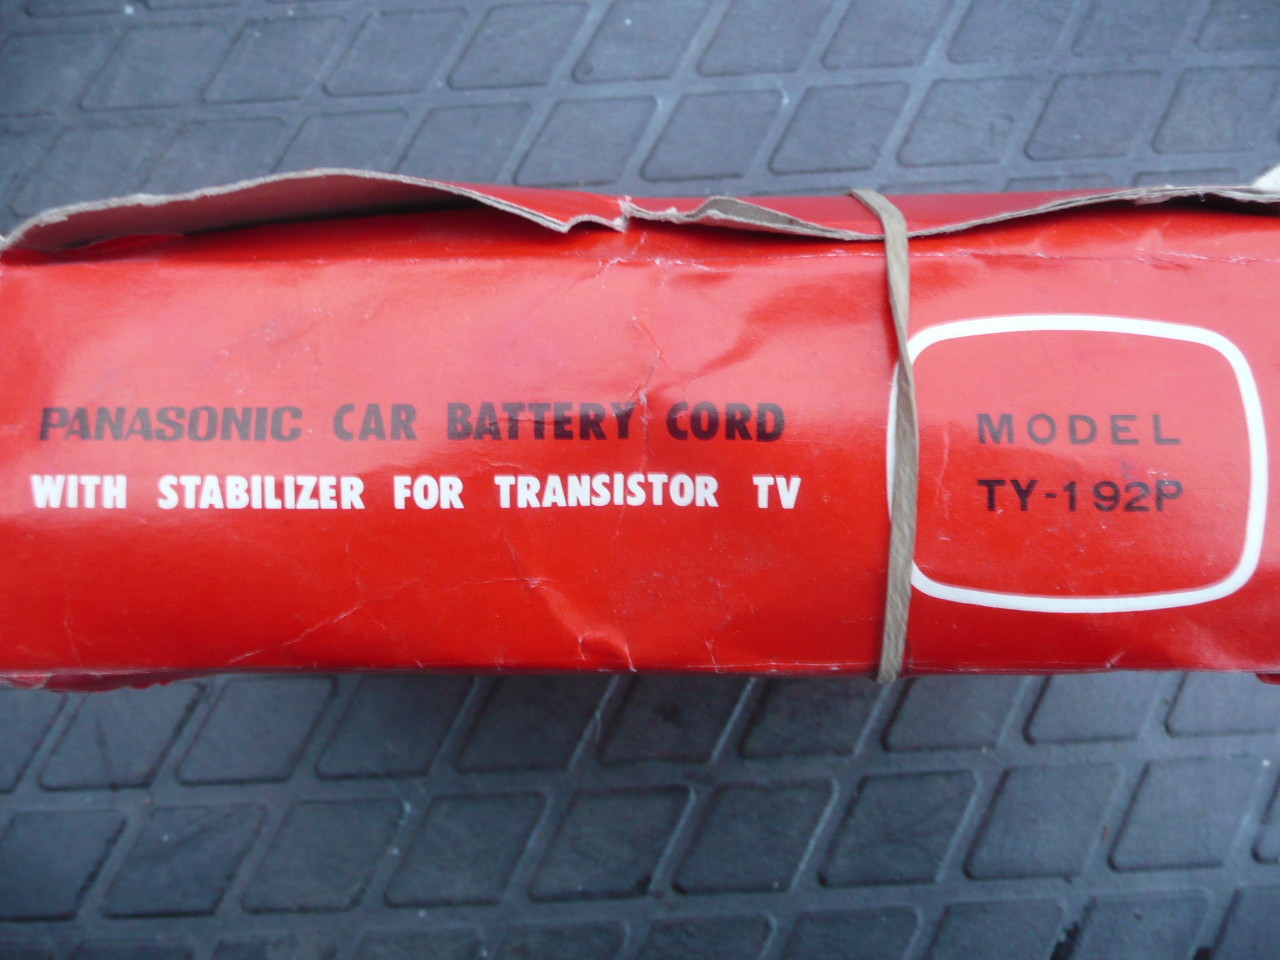 PANASONIC CAR BATTERY CORD
WITH STABILIZER FOR TRANSISTOR TV
MODEL
TY-192P